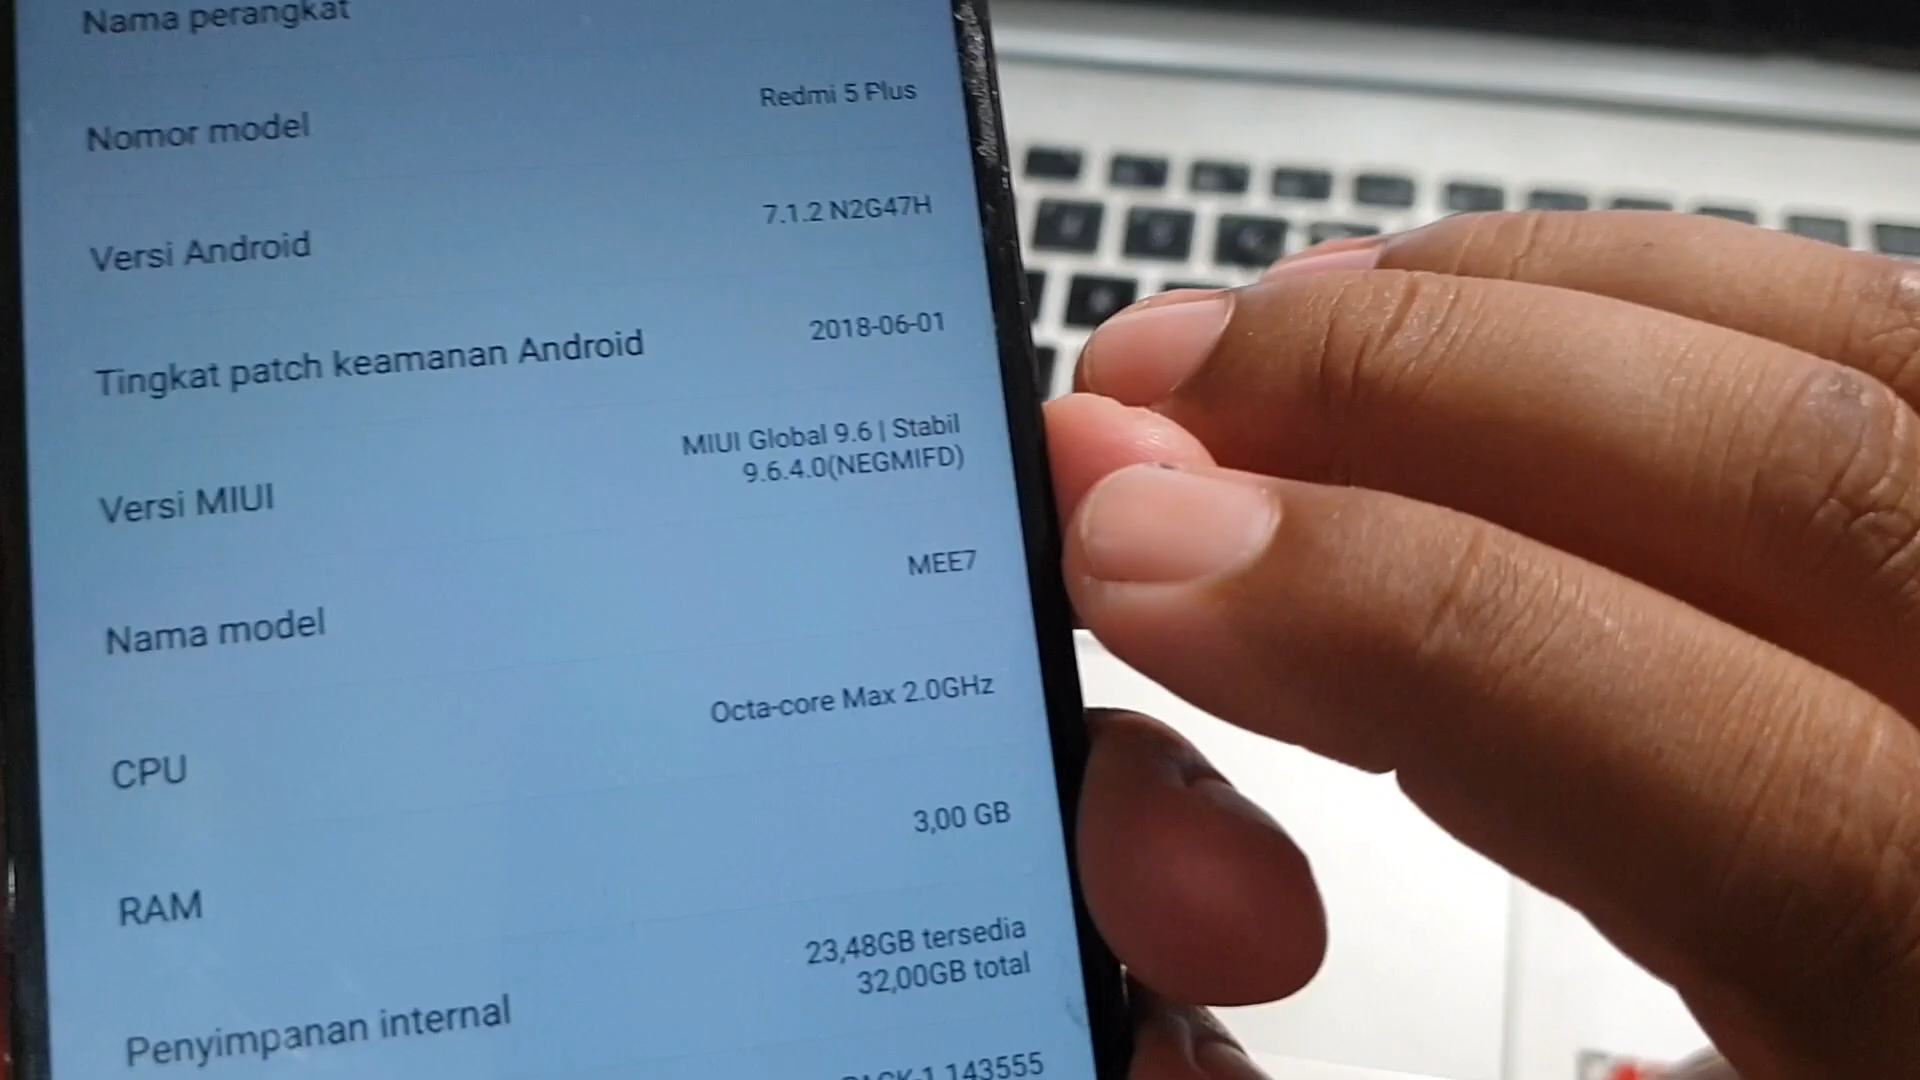 Nama perangkat
Redmi 5 Plus
Nomor model
7.1.2 N2G47H
Versi Android
2018-06-01
Tingkat patch keamanan Android
MIUI Global 9.6 | Stabil
9.6.4.0(NEGMIFD)
Versi MIUI
MEE7
Nama model
Octa-core Max 2.0GHz
CPU
3,00 GB
RAM
23,48GB tersedia
32,00GB total
Penyimpanan internal
143555